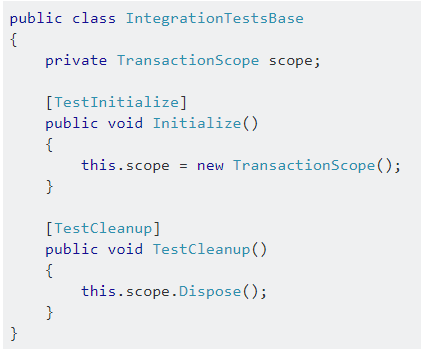 public class IntegrationTestsBase
{
    private TransactionScope scope;

    [TestInitialize]
    public void Initialize()
    {
        this.scope = new TransactionScope();
    }

    [TestCleanup]
    public void TestCleanup()
    {
        this.scope.Dispose();
    }
}